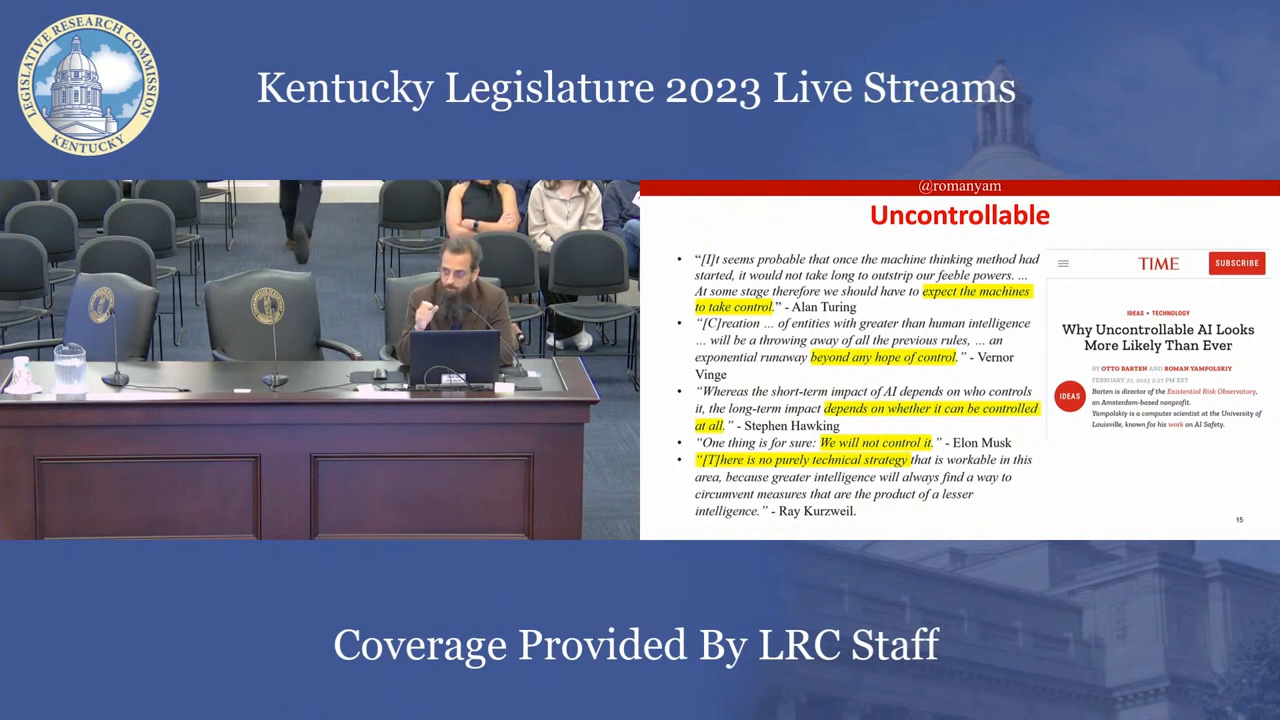 LEGISLATIVE RESEARCH COMMISSION
KENTUCKY
Kentucky Legislature 2023 Live Streams
@romanyam
Uncontrollable
• “[I]t seems probable that once the machine thinking method had
started, it would not take long to outstrip our feeble powers. ...
At some stage therefore we should have to expect the machines
to take control.” - Alan Turing
• “[C]reation ... of entities with greater than human intelligence
... will be a throwing away of all the previous rules, ... an
exponential runaway beyond any hope of control.” - Vernor
Vinge
• “Whereas the short-term impact of AI depends on who controls
it, the long-term impact depends on whether it can be controlled
at all.” - Stephen Hawking
• “One thing is for sure: We will not control it.” - Elon Musk
• “[T]here is no purely technical strategy that is workable in this
area, because greater intelligence will always find a way to
circumvent measures that are the product of a lesser
intelligence.” - Ray Kurzweil.
TIME
SUBSCRIBE
IDEAS • TECHNOLOGY
Why Uncontrollable AI Looks
More Likely Than Ever
BY OTTO BARTEN AND ROMAN YAMPOLSKIY
FEBRUARY 27, 2023 2:27 PM EST
IDEAS
Barten is director of the Existential Risk Observatory,
an Amsterdam-based nonprofit.
Yampolskiy is a computer scientist at the University of
Louisville, known for his work on AI Safety.
15
Coverage Provided By LRC Staff